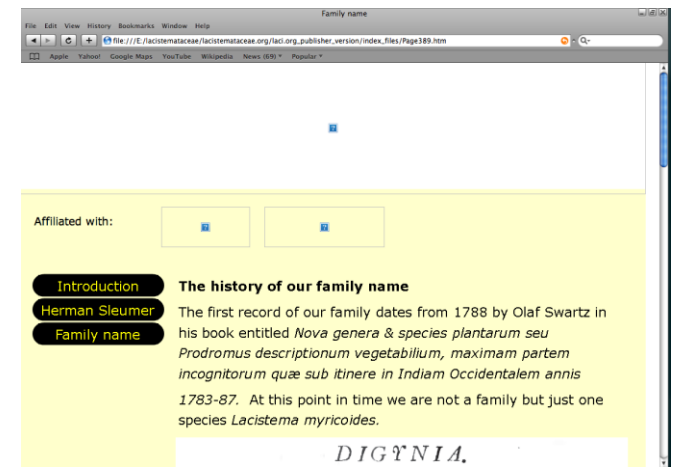 Family name
File Edit View History Bookmarks Window Help
file:///E:/lacistemataceae/lacistemataceae.org/laci.org_publisher_version/index_files/Page389.htm
Q-
Apple Yahoo! Google Maps YouTube Wikipedia News (69) Popular
Affiliated with:
Introduction
Herman Sleumer
Family name
The history of our family name
The first record of our family dates from 1788 by Olaf Swartz in
his book entitled Nova genera & species plantarum seu
Prodromus descriptionum vegetabilium, maximam partem
incognitorum quæ sub itinere in Indiam Occidentalem annis
1783-87. At this point in time we are not a family but just one
species Lacistema myricoides.
DIGYNIA.